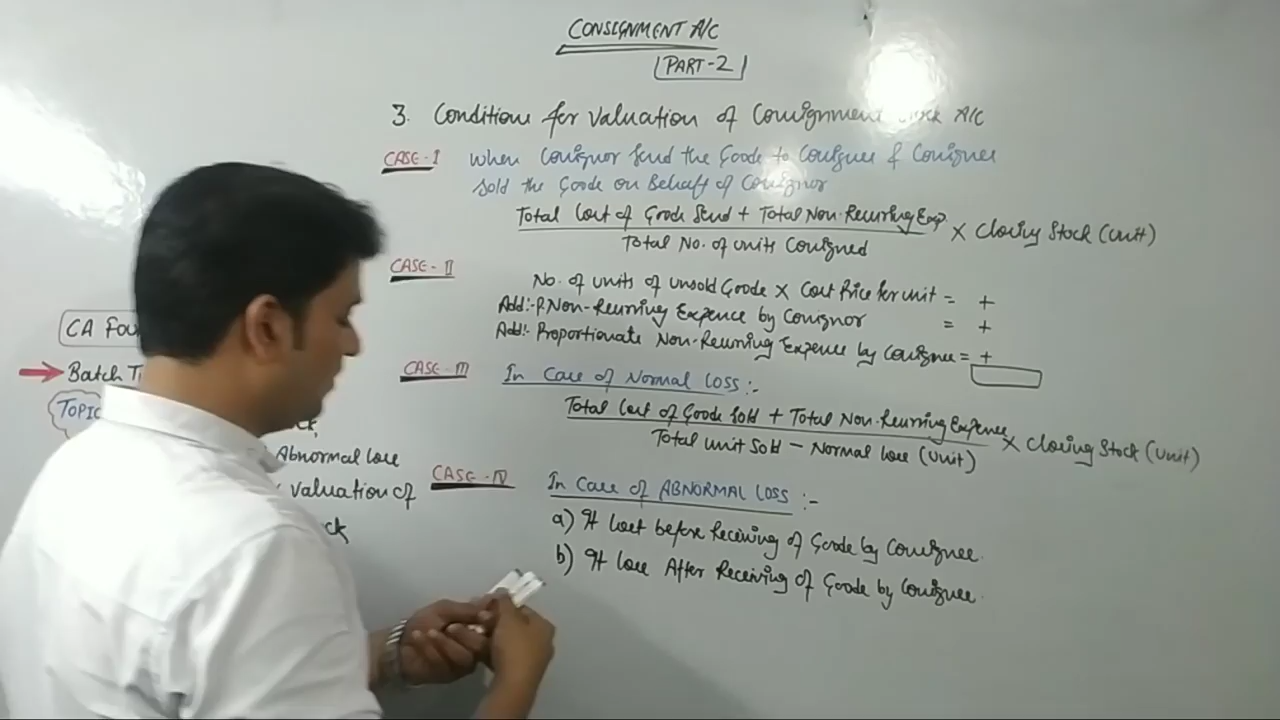 CONSIGNMENT A/C
PART-2
3. Conditions for Valuation of Consignment Stock A/C
CASE-I When Consignor Send the Goods to Consignee & Consignee
Sold the Goods on Behalf of Consignor
Total Cost of Goods Send + Total Non-Recurring Exp.
Total No. of units Consigned
× Closing Stock (Unit)
CASE-II
No. of units of unsold Goods × Cost Price per unit = +
Add:- P Non-Recurring Expence by Consignor = +
Add:- Proportionate Non-Recurring Expence by Consignee = +
CASE-III In Case of Normal LOSS:-
Total Cost of Goods Sold + Total Non-Recurring Expence
Total unit Sold – Normal loss (Unit)
× Closing Stock (Unit)
CASE-IV In Case of ABNORMAL LOSS:-
a) If Lost before Receiving of Goods by Consignee.
b) If Loss After Receiving of Goods by Consignee.
CA Fou
Batch T
TOPIC
Abnormal loss
Valuation of
ck